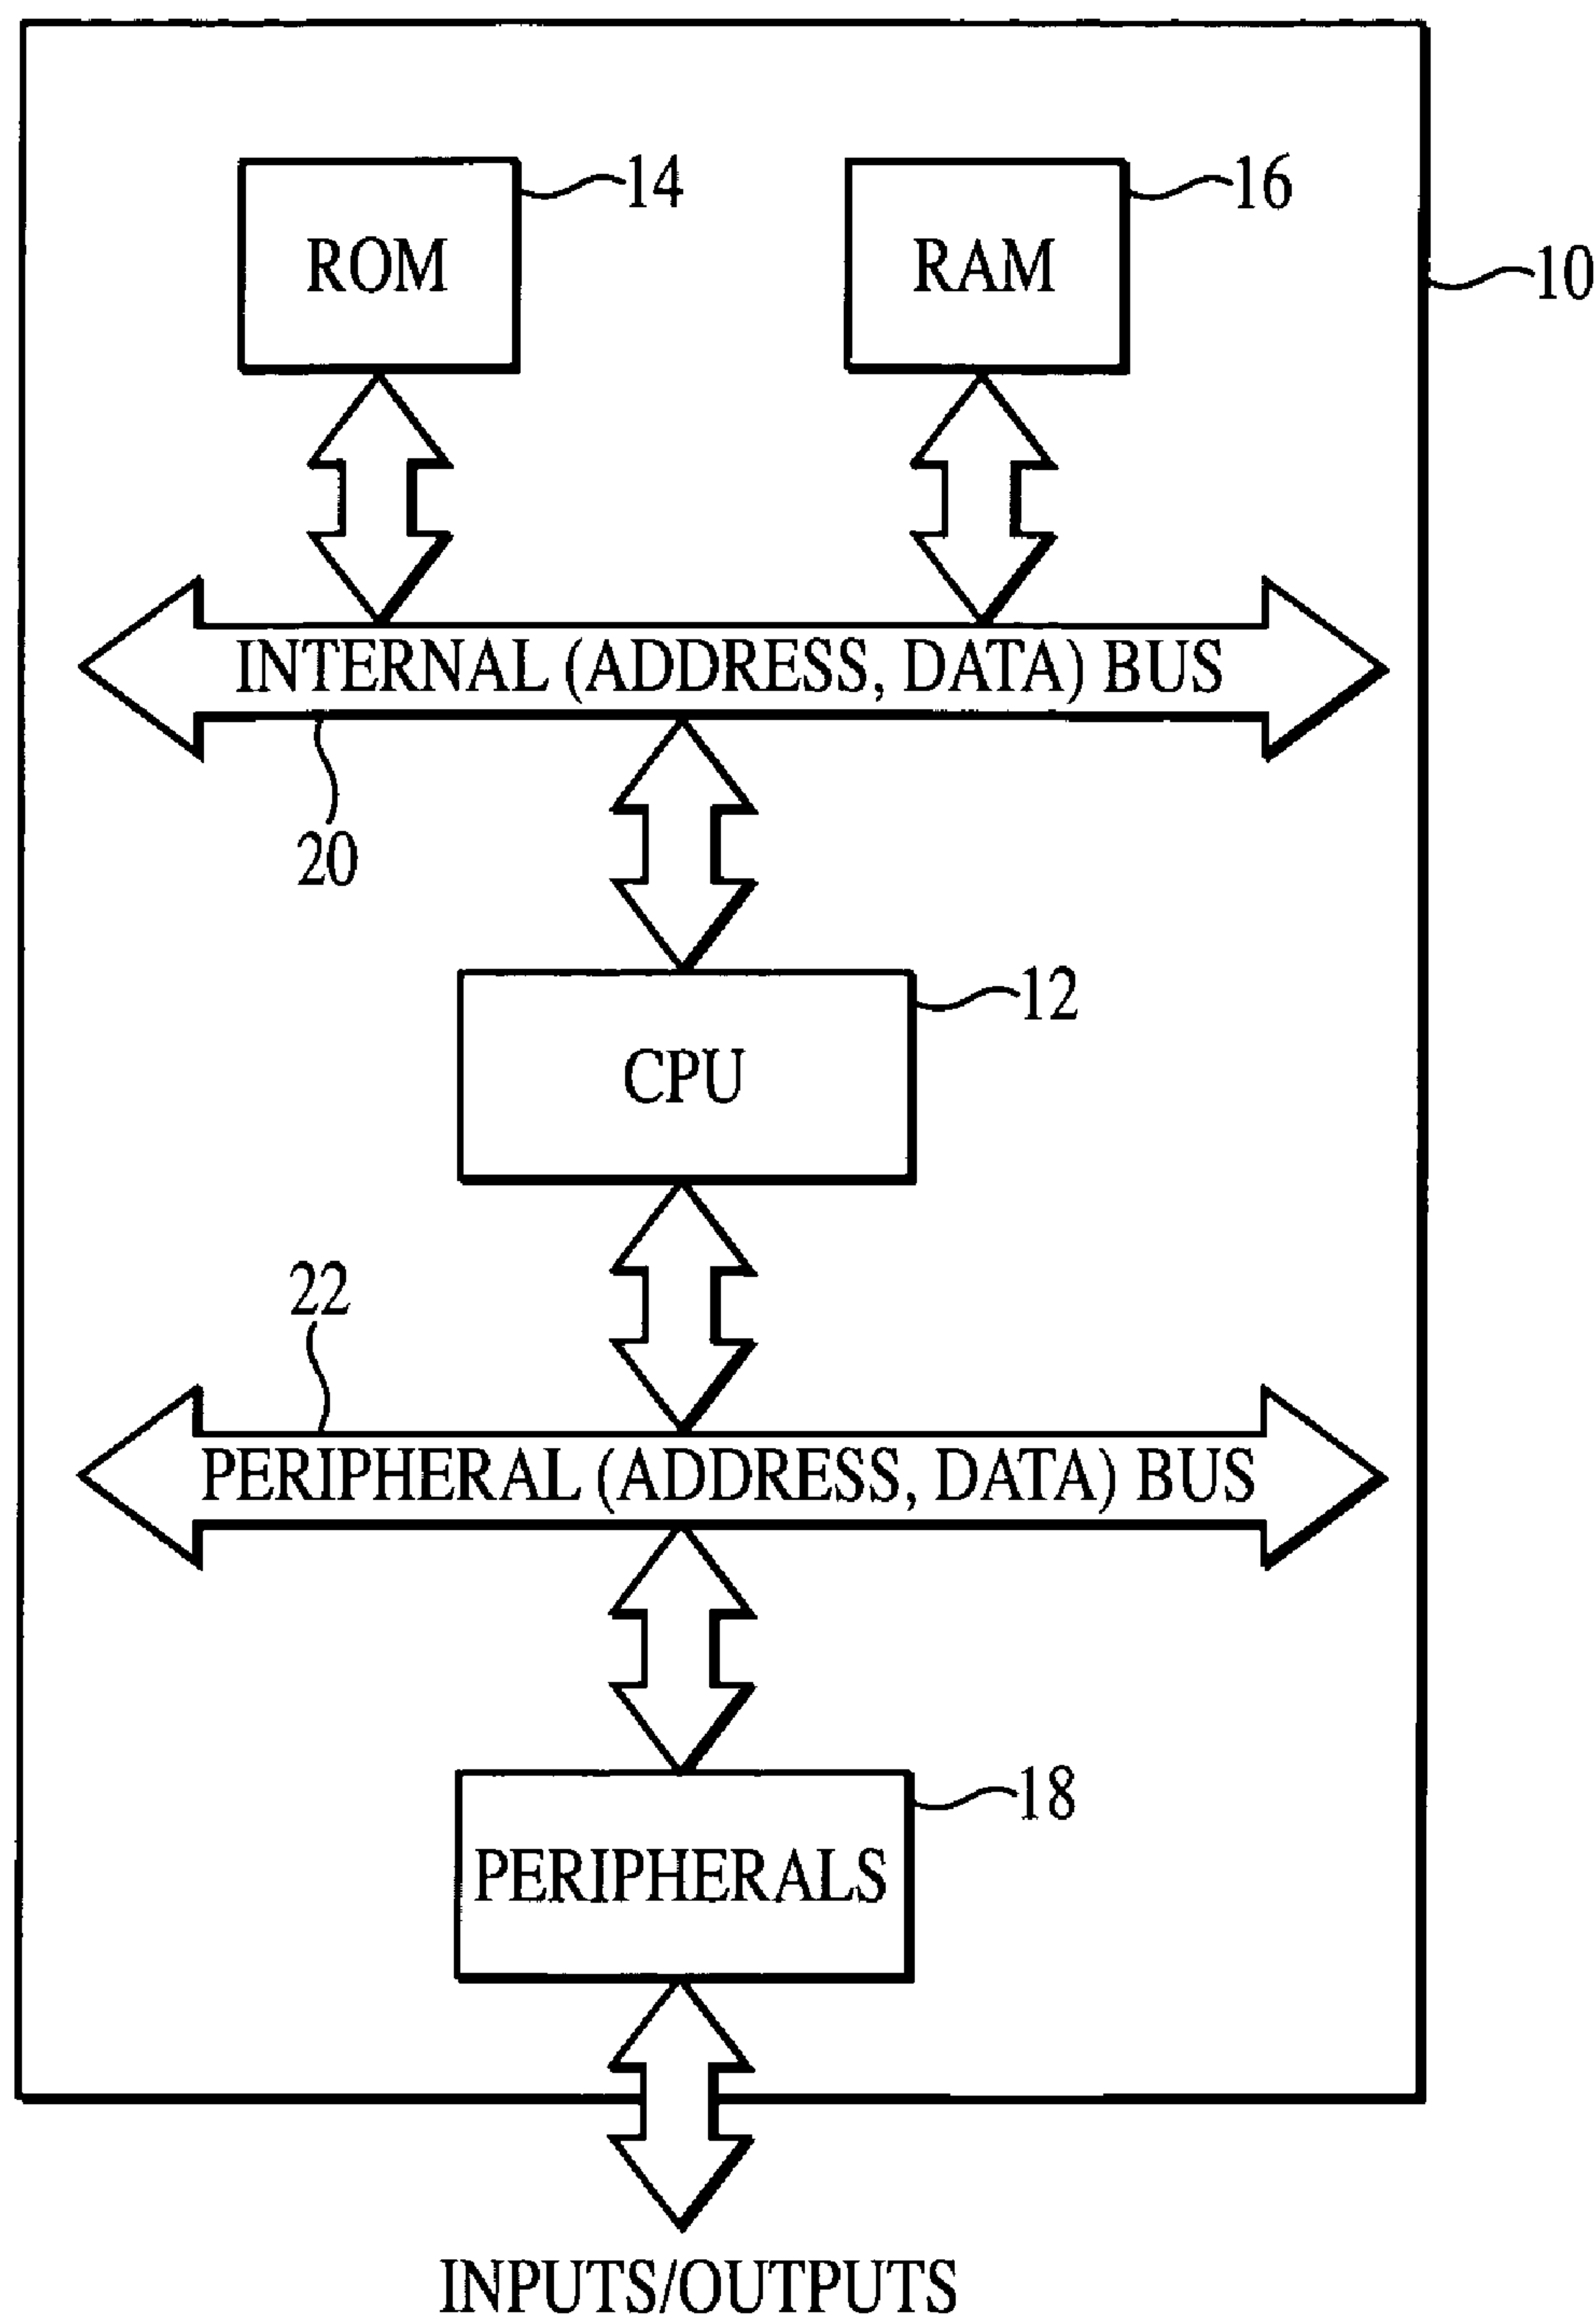 14
16
ROM
RAM
10
INTERNAL (ADDRESS, DATA) BUS
20
12
CPU
22
PERIPHERAL (ADDRESS, DATA) BUS
18
PERIPHERALS
INPUTS/OUTPUTS